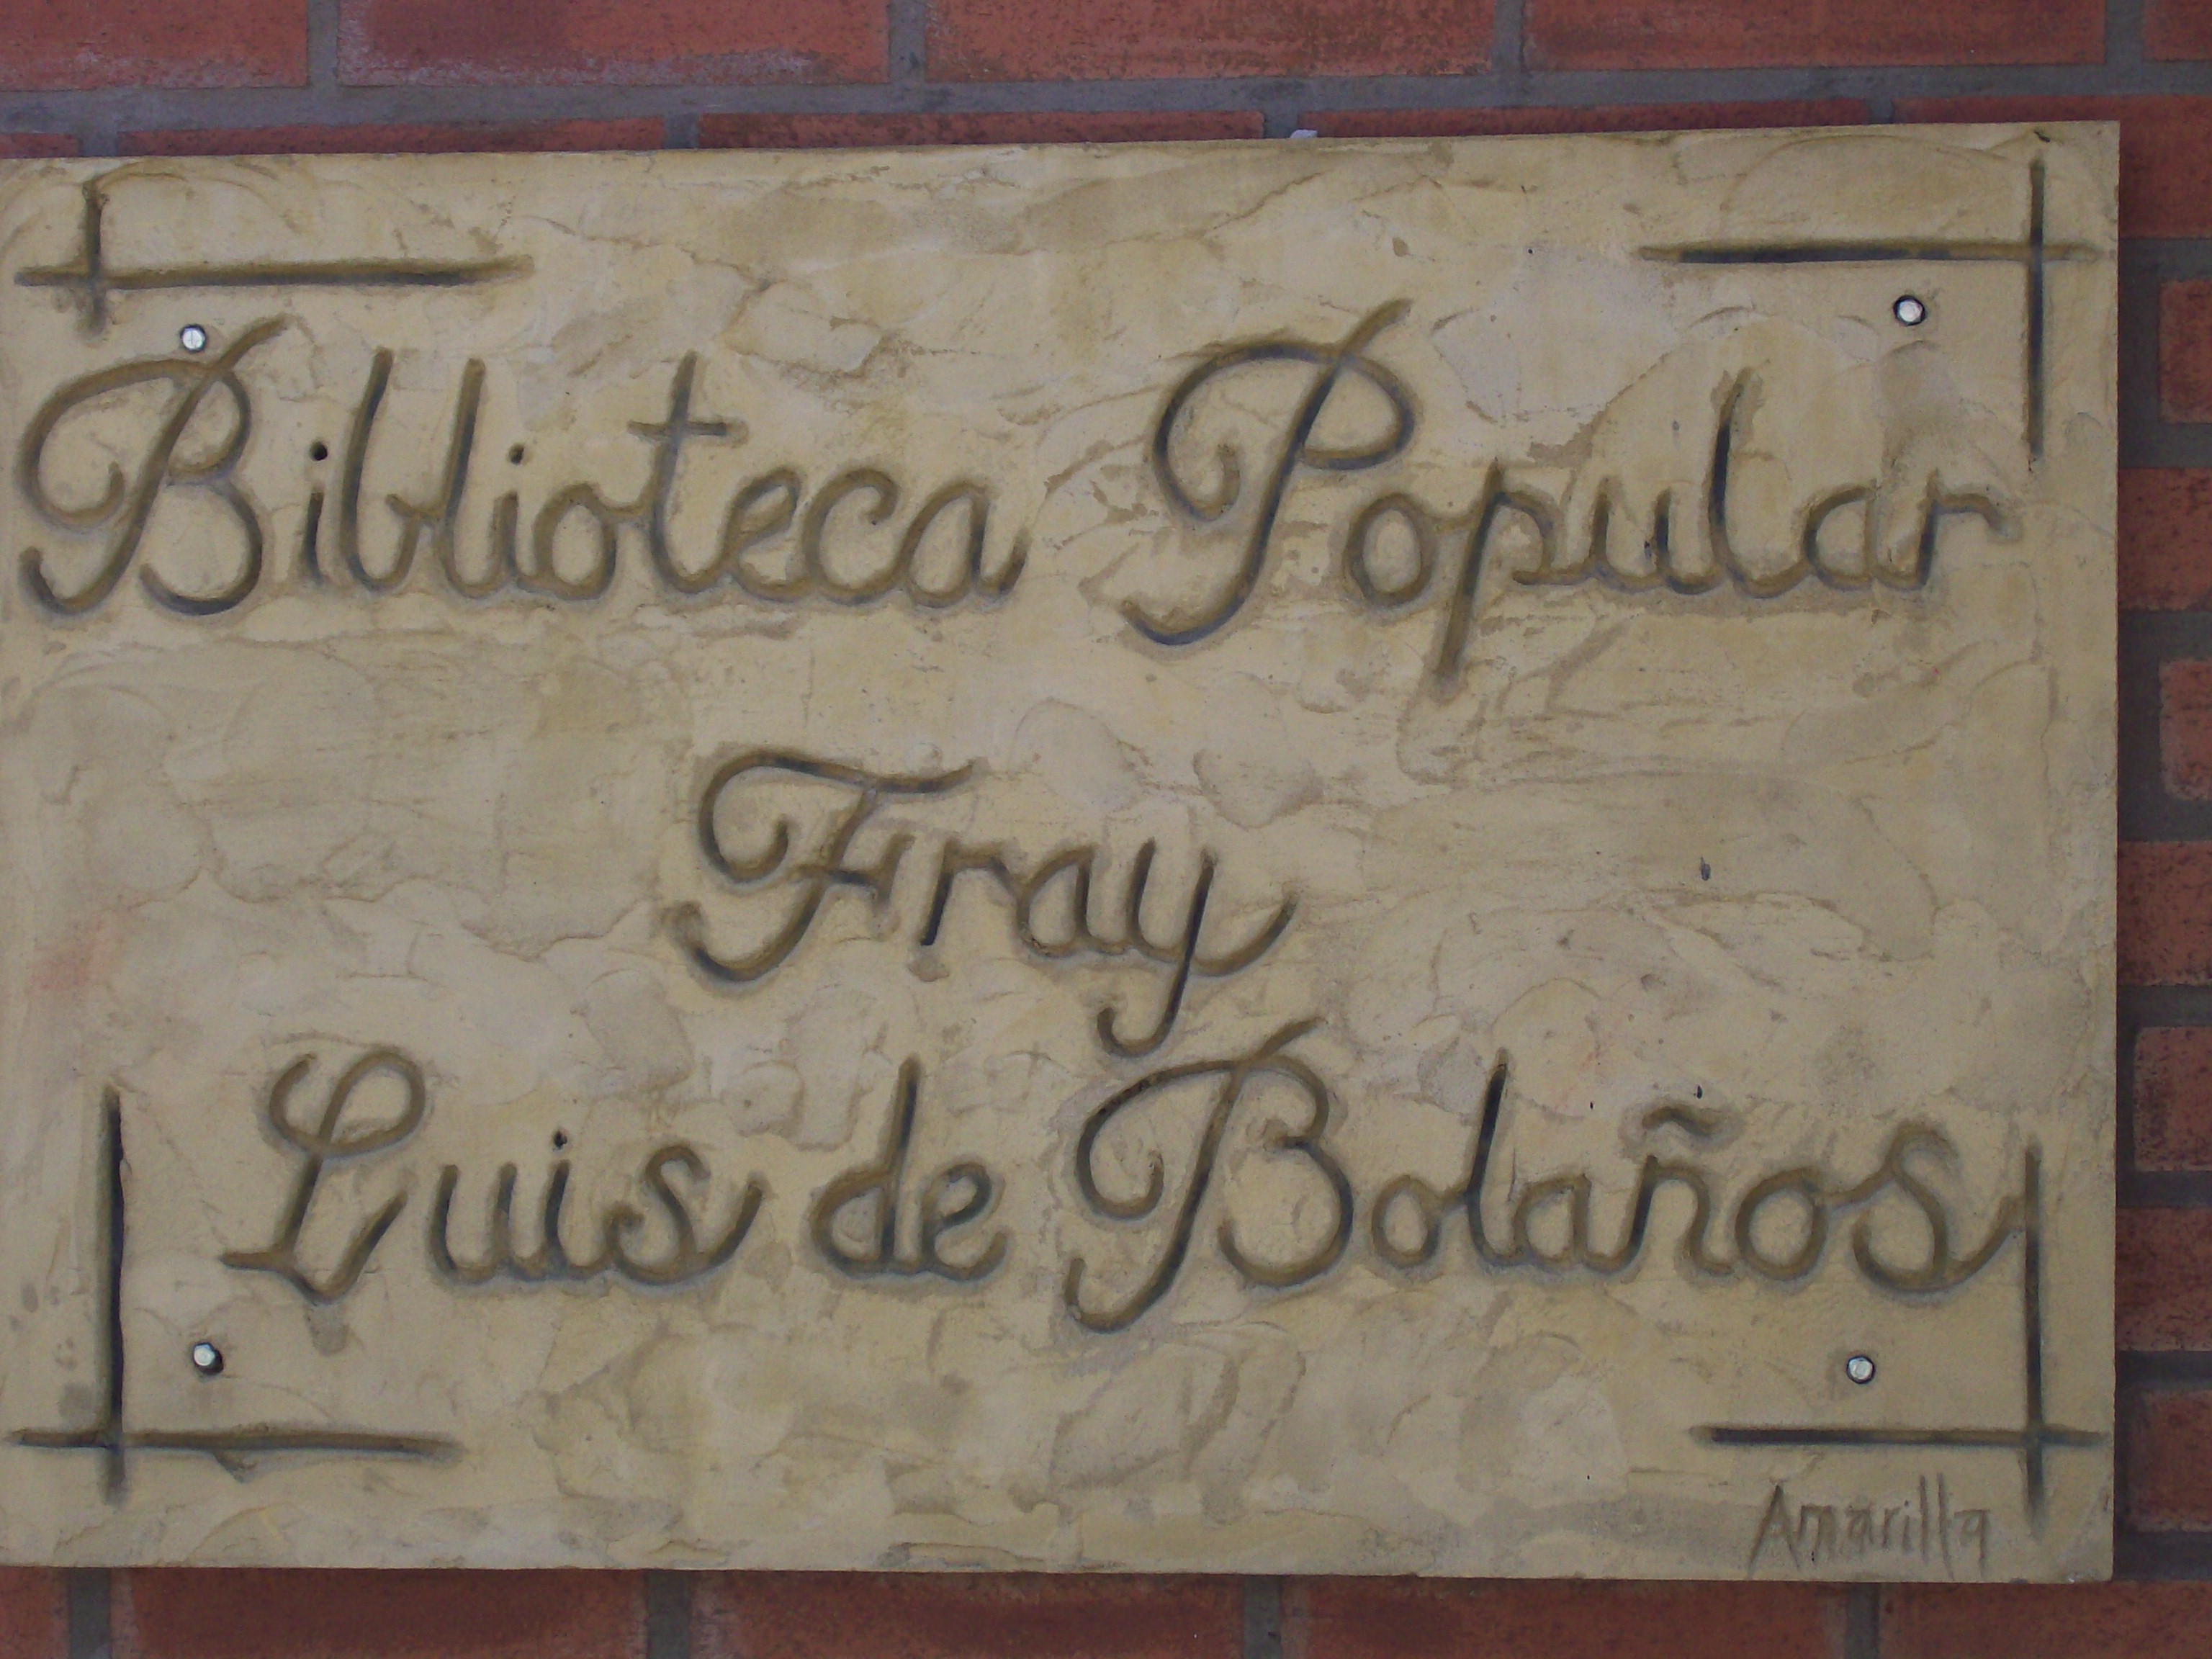 Biblioteca Popular
Fray
Luis de Bolaños
Amarilla